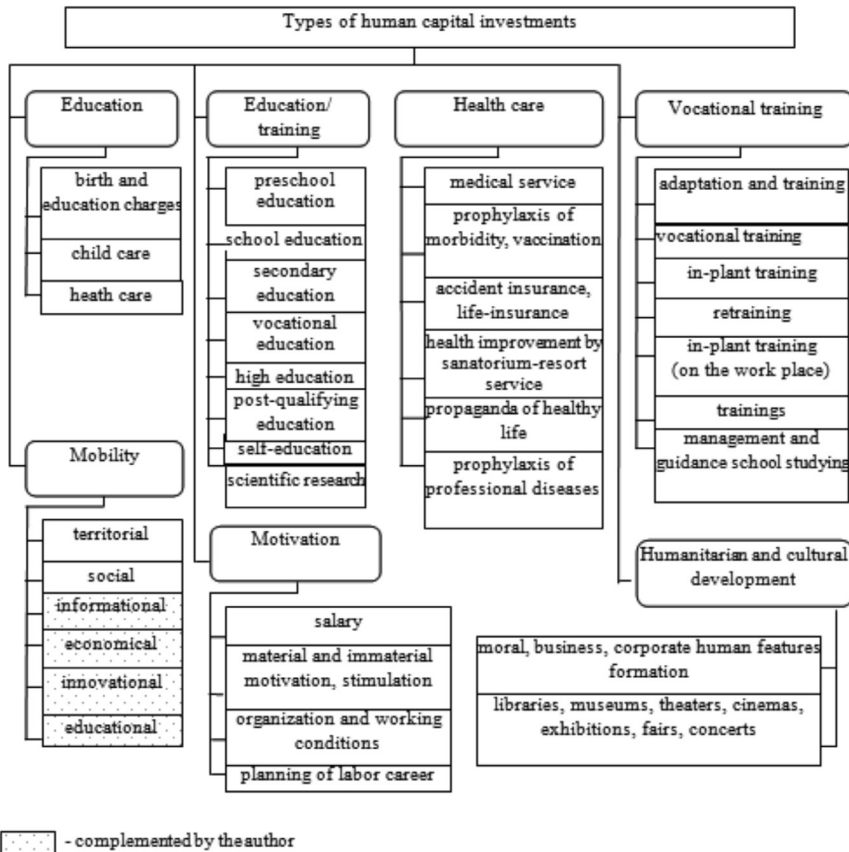 Types of human capital investments
Education
birth and
education charges
child care
heath care
Education/
training
preschool
education
school education
secondary
education
vocational
education
high education
post-qualifying
education
self-education
scientific research
Health care
medical service
prophylaxis of
morbidity, vaccination
accident insurance,
life-insurance
health improvement by
sanatorium-resort
service
propaganda of healthy
life
prophylaxis of
professional diseases
Vocational training
adaptation and training
vocational training
in-plant training
retraining
in-plant training
(on the work place)
trainings
management and
guidance school studying
Mobility
territorial
social
informational
economical
innovational
educational
Motivation
salary
material and immaterial
motivation, stimulation
organization and working
conditions
planning of labor career
Humanitarian and cultural
development
moral, business, corporate human features
formation
libraries, museums, theaters, cinemas,
exhibitions, fairs, concerts
- complemented by the author